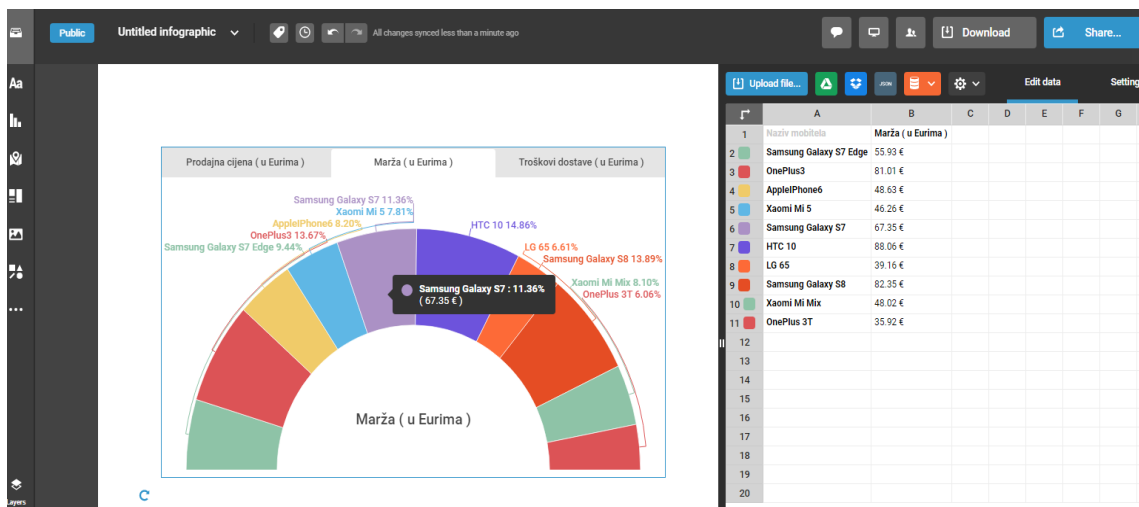 Public
Untitled infographic
All changes synced less than a minute ago
Download
Share...
Aa
Layers
Prodajna cijena ( u Eurima )
Marža ( u Eurima )
Troškovi dostave ( u Eurima )
Samsung Galaxy S7 11.36%
Xaomi Mi 5 7.81%
AppleIPhone6 8.20%
OnePlus3 13.67%
Samsung Galaxy S7 Edge 9.44%
HTC 10 14.86%
LG 65 6.61%
Samsung Galaxy S8 13.89%
Xaomi Mi Mix 8.10%
OnePlus 3T 6.06%
Samsung Galaxy S7 : 11.36%
( 67.35 € )
Marža ( u Eurima )
Upload file...
JSON
Edit data
Setting
A B C D E F G
1 Naziv mobitela Marža ( u Eurima )
2 Samsung Galaxy S7 Edge 55.93 €
3 OnePlus3 81.01 €
4 AppleIPhone6 48.63 €
5 Xaomi Mi 5 46.26 €
6 Samsung Galaxy S7 67.35 €
7 HTC 10 88.06 €
8 LG 65 39.16 €
9 Samsung Galaxy S8 82.35 €
10 Xaomi Mi Mix 48.02 €
11 OnePlus 3T 35.92 €
12
13
14
15
16
17
18
19
20